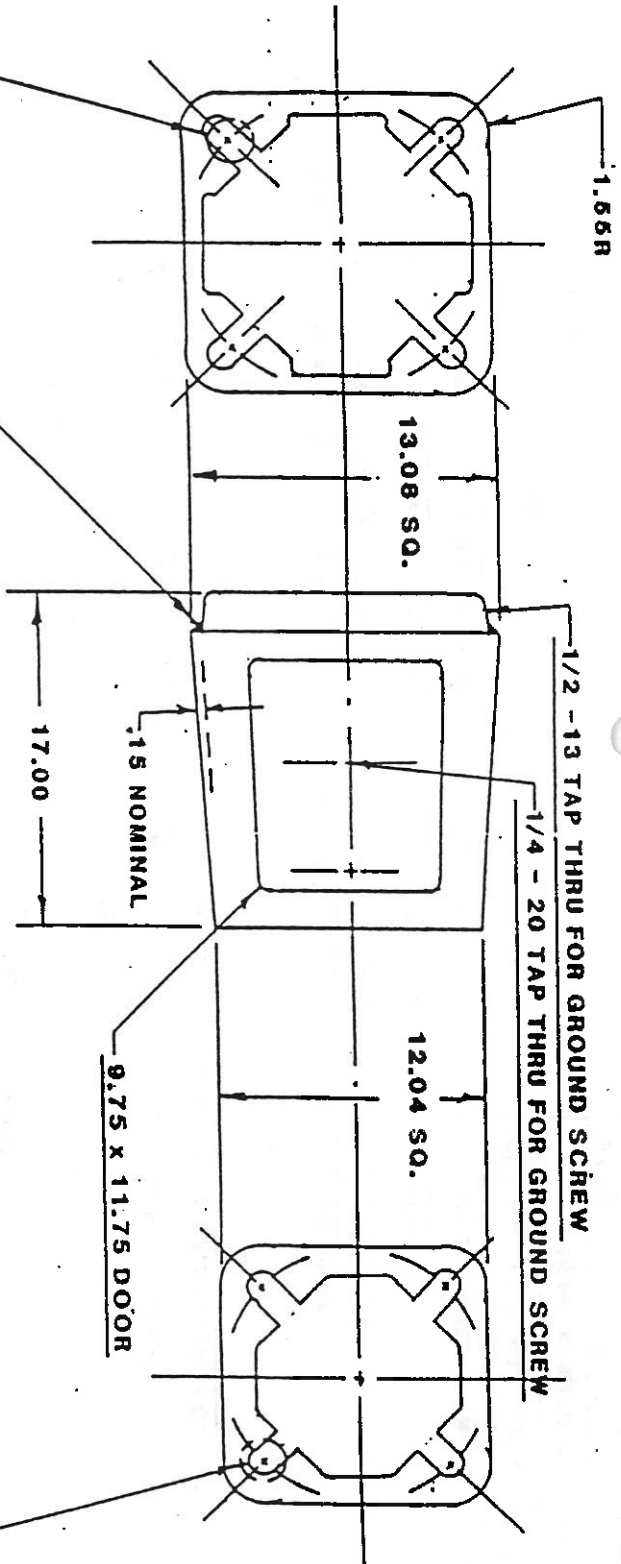 1.55R
1/2 -13 TAP THRU FOR GROUND SCREW
1/4 - 20 TAP THRU FOR GROUND SCREW
13.08 SQ.
12.04 SQ.
.15 NOMINAL
17.00
9.75 x 11.75 DOOR